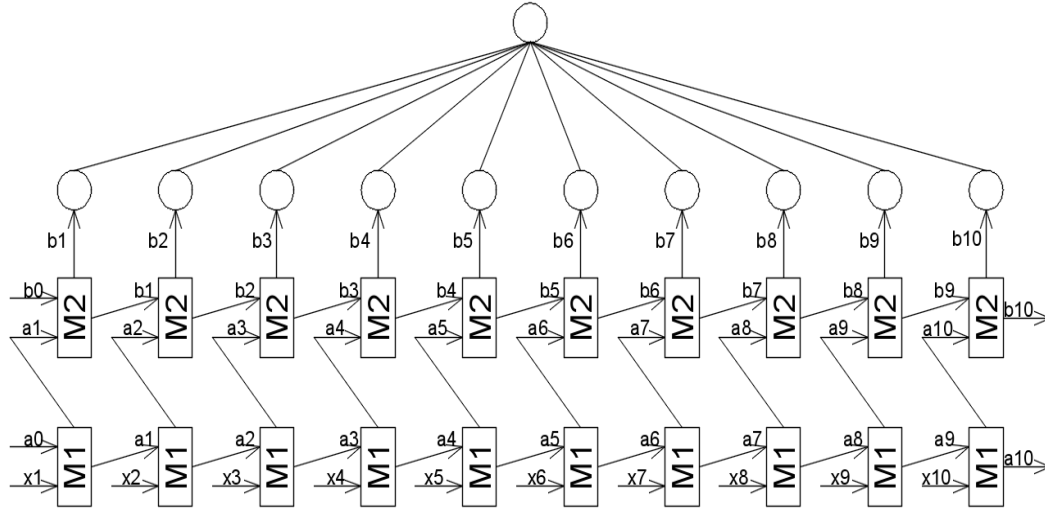 b1 b2 b3 b4 b5 b6 b7 b8 b9 b10
b0 b1 b2 b3 b4 b5 b6 b7 b8 b9
M2 M2 M2 M2 M2 M2 M2 M2 M2 M2
b10
a1 a2 a3 a4 a5 a6 a7 a8 a9 a10
a0 a1 a2 a3 a4 a5 a6 a7 a8 a9
M1 M1 M1 M1 M1 M1 M1 M1 M1 M1
a10
x1 x2 x3 x4 x5 x6 x7 x8 x9 x10